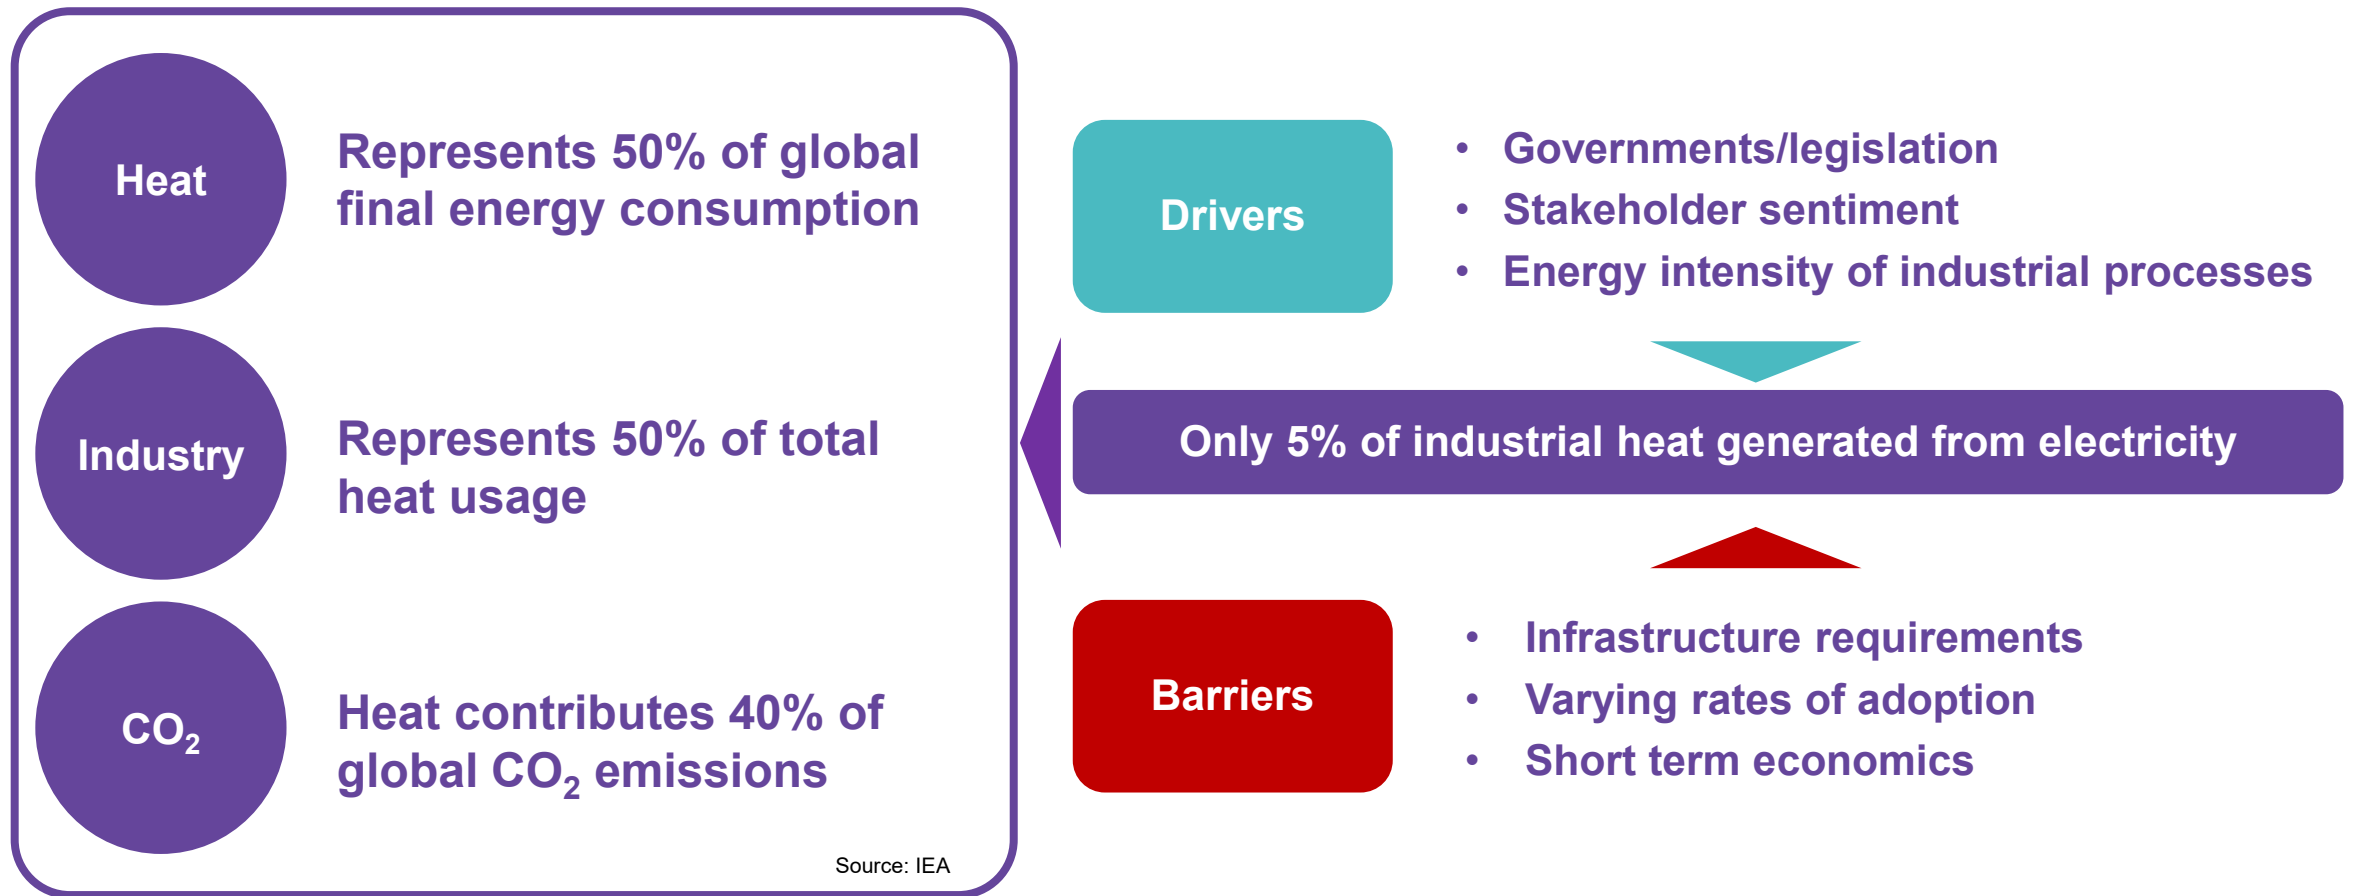 Heat
Represents 50% of global
final energy consumption
Industry
Represents 50% of total
heat usage
CO₂
Heat contributes 40% of
global CO₂ emissions
Source: IEA
Drivers
• Governments/legislation
• Stakeholder sentiment
• Energy intensity of industrial processes
Only 5% of industrial heat generated from electricity
Barriers
• Infrastructure requirements
• Varying rates of adoption
• Short term economics